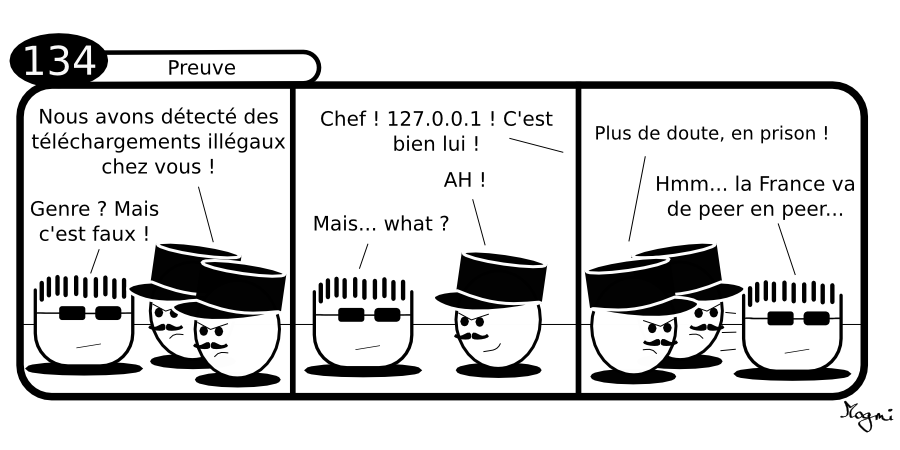 134
Preuve
Nous avons détecté des
téléchargements illégaux
chez vous !
Genre ? Mais
c'est faux !
Chef ! 127.0.0.1 ! C'est
bien lui !
AH !
Mais... what ?
Plus de doute, en prison !
Hmm... la France va
de peer en peer...
Mogmi